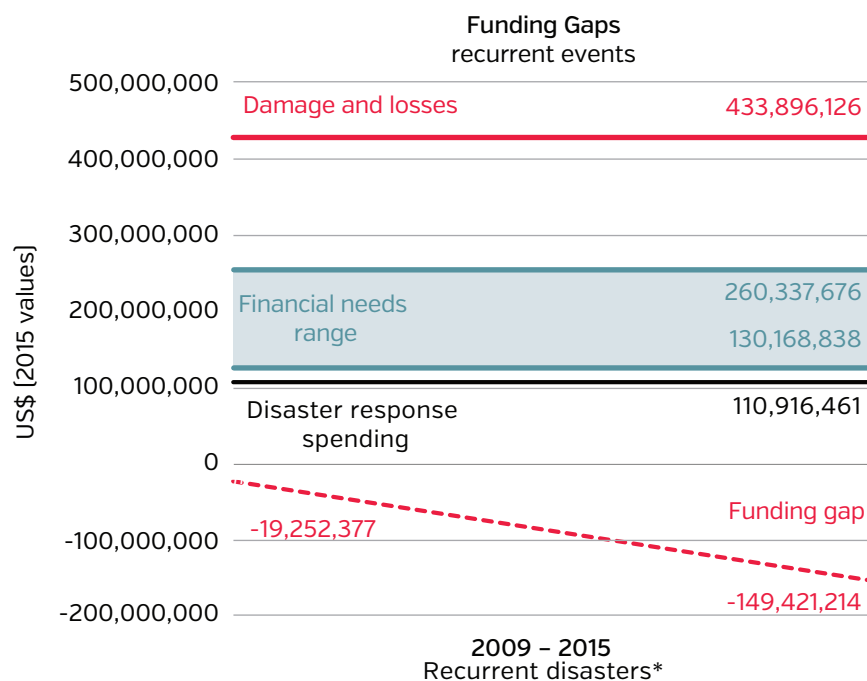 Funding Gaps
recurrent events
US$ (2015 values)
500,000,000
400,000,000
300,000,000
200,000,000
100,000,000
0
-100,000,000
-200,000,000
Damage and losses
433,896,126
Financial needs
range
260,337,676
130,168,838
Disaster response
spending
110,916,461
Funding gap
-19,252,377
-149,421,214
2009 – 2015
Recurrent disasters*